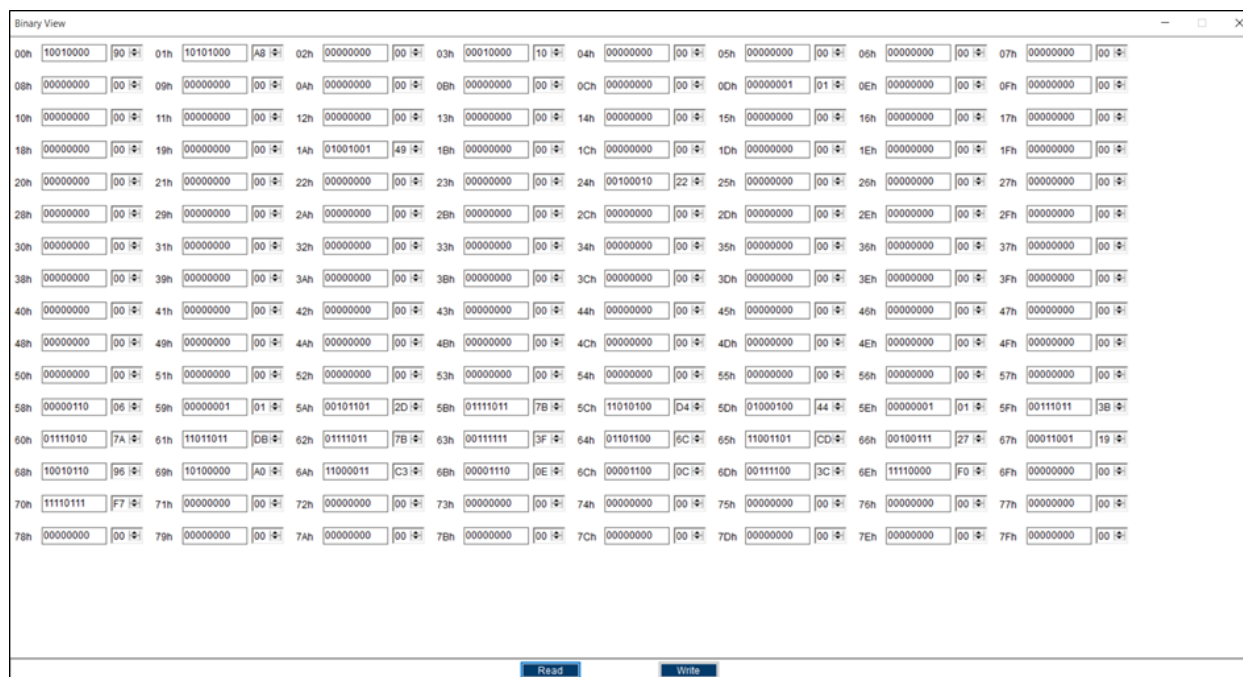 Binary View
00h 10010000 90 01h 10101000 A8 02h 00000000 00 03h 00010000 10 04h 00000000 00 05h 00000000 00 06h 00000000 00 07h 00000000 00
08h 00000000 00 09h 00000000 00 0Ah 00000000 00 0Bh 00000000 00 0Ch 00000000 00 0Dh 00000001 01 0Eh 00000000 00 0Fh 00000000 00
10h 00000000 00 11h 00000000 00 12h 00000000 00 13h 00000000 00 14h 00000000 00 15h 00000000 00 16h 00000000 00 17h 00000000 00
18h 00000000 00 19h 00000000 00 1Ah 01001001 49 1Bh 00000000 00 1Ch 00000000 00 1Dh 00000000 00 1Eh 00000000 00 1Fh 00000000 00
20h 00000000 00 21h 00000000 00 22h 00000000 00 23h 00000000 00 24h 00100010 22 25h 00000000 00 26h 00000000 00 27h 00000000 00
28h 00000000 00 29h 00000000 00 2Ah 00000000 00 2Bh 00000000 00 2Ch 00000000 00 2Dh 00000000 00 2Eh 00000000 00 2Fh 00000000 00
30h 00000000 00 31h 00000000 00 32h 00000000 00 33h 00000000 00 34h 00000000 00 35h 00000000 00 36h 00000000 00 37h 00000000 00
38h 00000000 00 39h 00000000 00 3Ah 00000000 00 3Bh 00000000 00 3Ch 00000000 00 3Dh 00000000 00 3Eh 00000000 00 3Fh 00000000 00
40h 00000000 00 41h 00000000 00 42h 00000000 00 43h 00000000 00 44h 00000000 00 45h 00000000 00 46h 00000000 00 47h 00000000 00
48h 00000000 00 49h 00000000 00 4Ah 00000000 00 4Bh 00000000 00 4Ch 00000000 00 4Dh 00000000 00 4Eh 00000000 00 4Fh 00000000 00
50h 00000000 00 51h 00000000 00 52h 00000000 00 53h 00000000 00 54h 00000000 00 55h 00000000 00 56h 00000000 00 57h 00000000 00
58h 00000110 06 59h 00000001 01 5Ah 00101101 2D 5Bh 01111011 7B 5Ch 11010100 D4 5Dh 01000100 44 5Eh 00000001 01 5Fh 00111011 3B
60h 01111010 7A 61h 11011011 DB 62h 01111011 7B 63h 00111111 3F 64h 01101100 6C 65h 11001101 CD 66h 00100111 27 67h 00011001 19
68h 10010110 96 69h 10100000 A0 6Ah 11000011 C3 6Bh 00001110 0E 6Ch 00001100 0C 6Dh 00111100 3C 6Eh 11110000 F0 6Fh 00000000 00
70h 11110111 F7 71h 00000000 00 72h 00000000 00 73h 00000000 00 74h 00000000 00 75h 00000000 00 76h 00000000 00 77h 00000000 00
78h 00000000 00 79h 00000000 00 7Ah 00000000 00 7Bh 00000000 00 7Ch 00000000 00 7Dh 00000000 00 7Eh 00000000 00 7Fh 00000000 00
Read Write